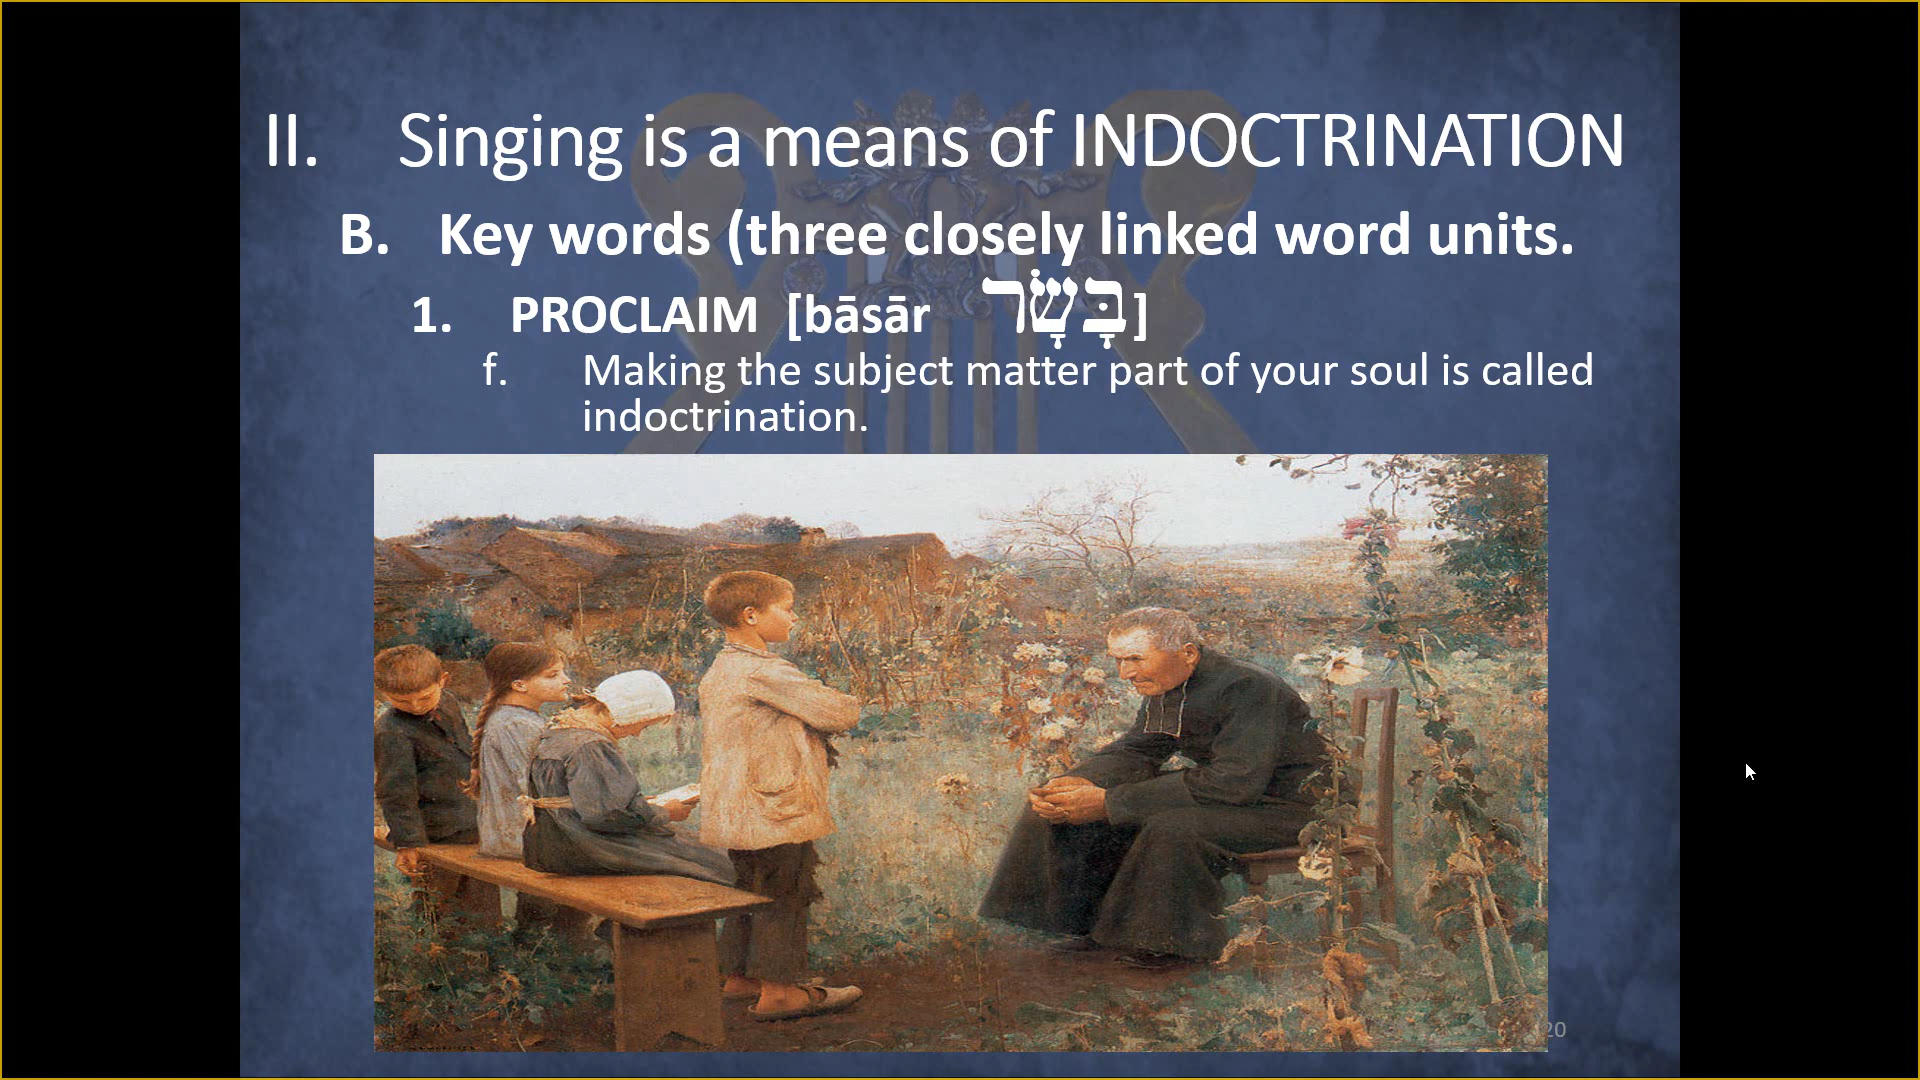 II. Singing is a means of INDOCTRINATION
B. Key words (three closely linked word units.
1. PROCLAIM [bāsār בָּשָׂר]
f. Making the subject matter part of your soul is called
indoctrination.
20